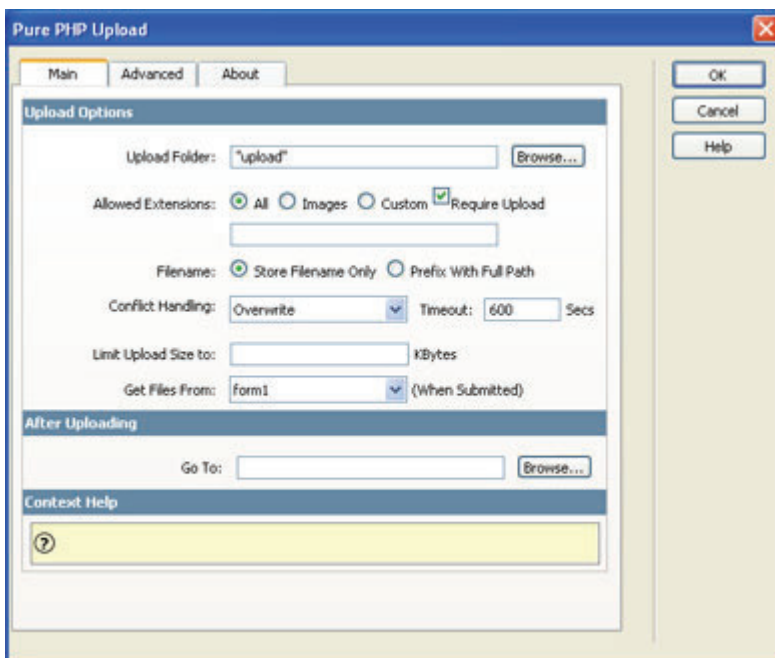 Pure PHP Upload
Main Advanced About
OK
Cancel
Help
Upload Options
Upload Folder: "upload" Browse...
Allowed Extensions: All Images Custom Require Upload
Filename: Store Filename Only Prefix With Full Path
Conflict Handling: Overwrite Timeout: 600 Secs
Limit Upload Size to: KBytes
Get Files From: form1 (When Submitted)
After Uploading
Go To: Browse...
Context Help
?